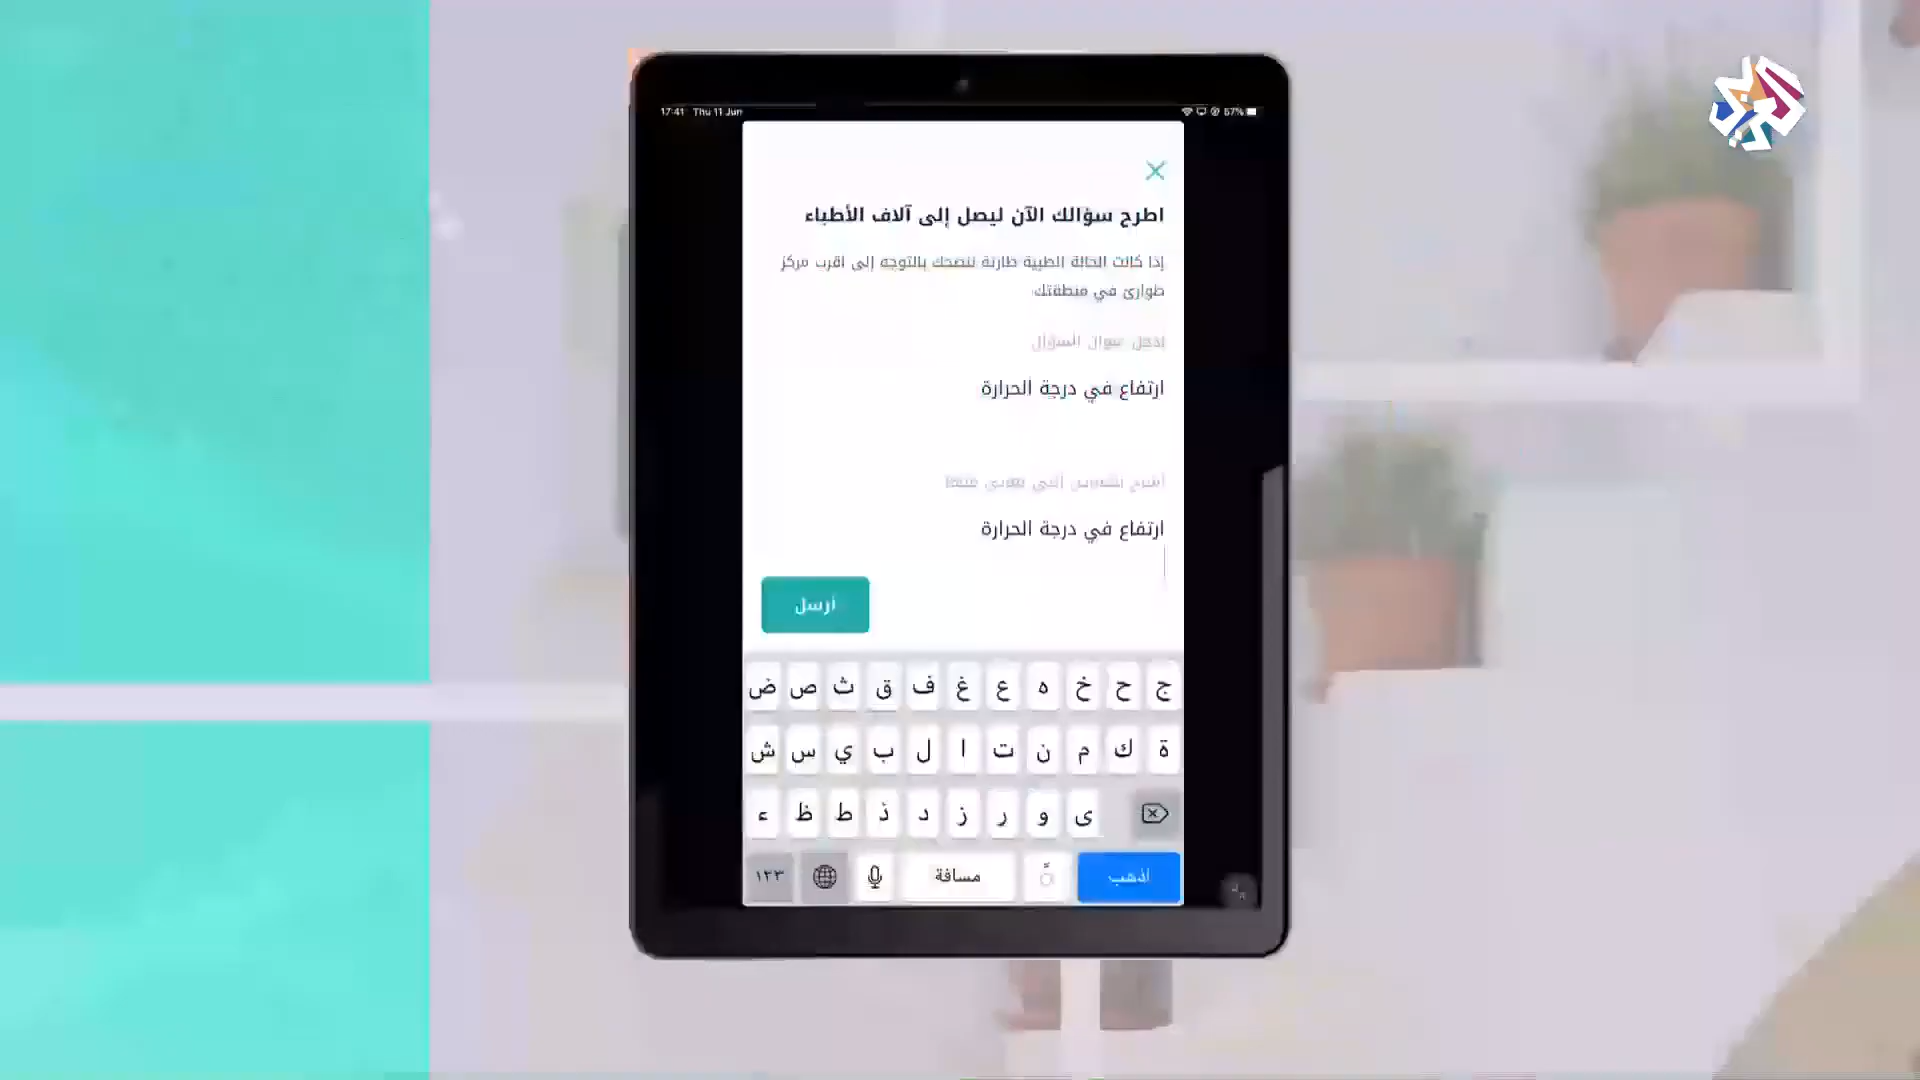 17:41 Thu 11 Jun
67%
اطرح سؤالك الآن ليصل إلى آلاف الأطباء
إذا كانت الحالة الطبية طارئة ننصحك بالتوجه إلى اقرب مركز
طوارئ في منطقتك
ارتفاع في درجة الحرارة
ارتفاع في درجة الحرارة
أرسل
ض ص ث ق ف غ ع ه خ ح ج
ش س ي ب ل ا ت ن م ك ة
ء ظ ط ذ د ز ر و ى
١٢٣ مسافة اذهب